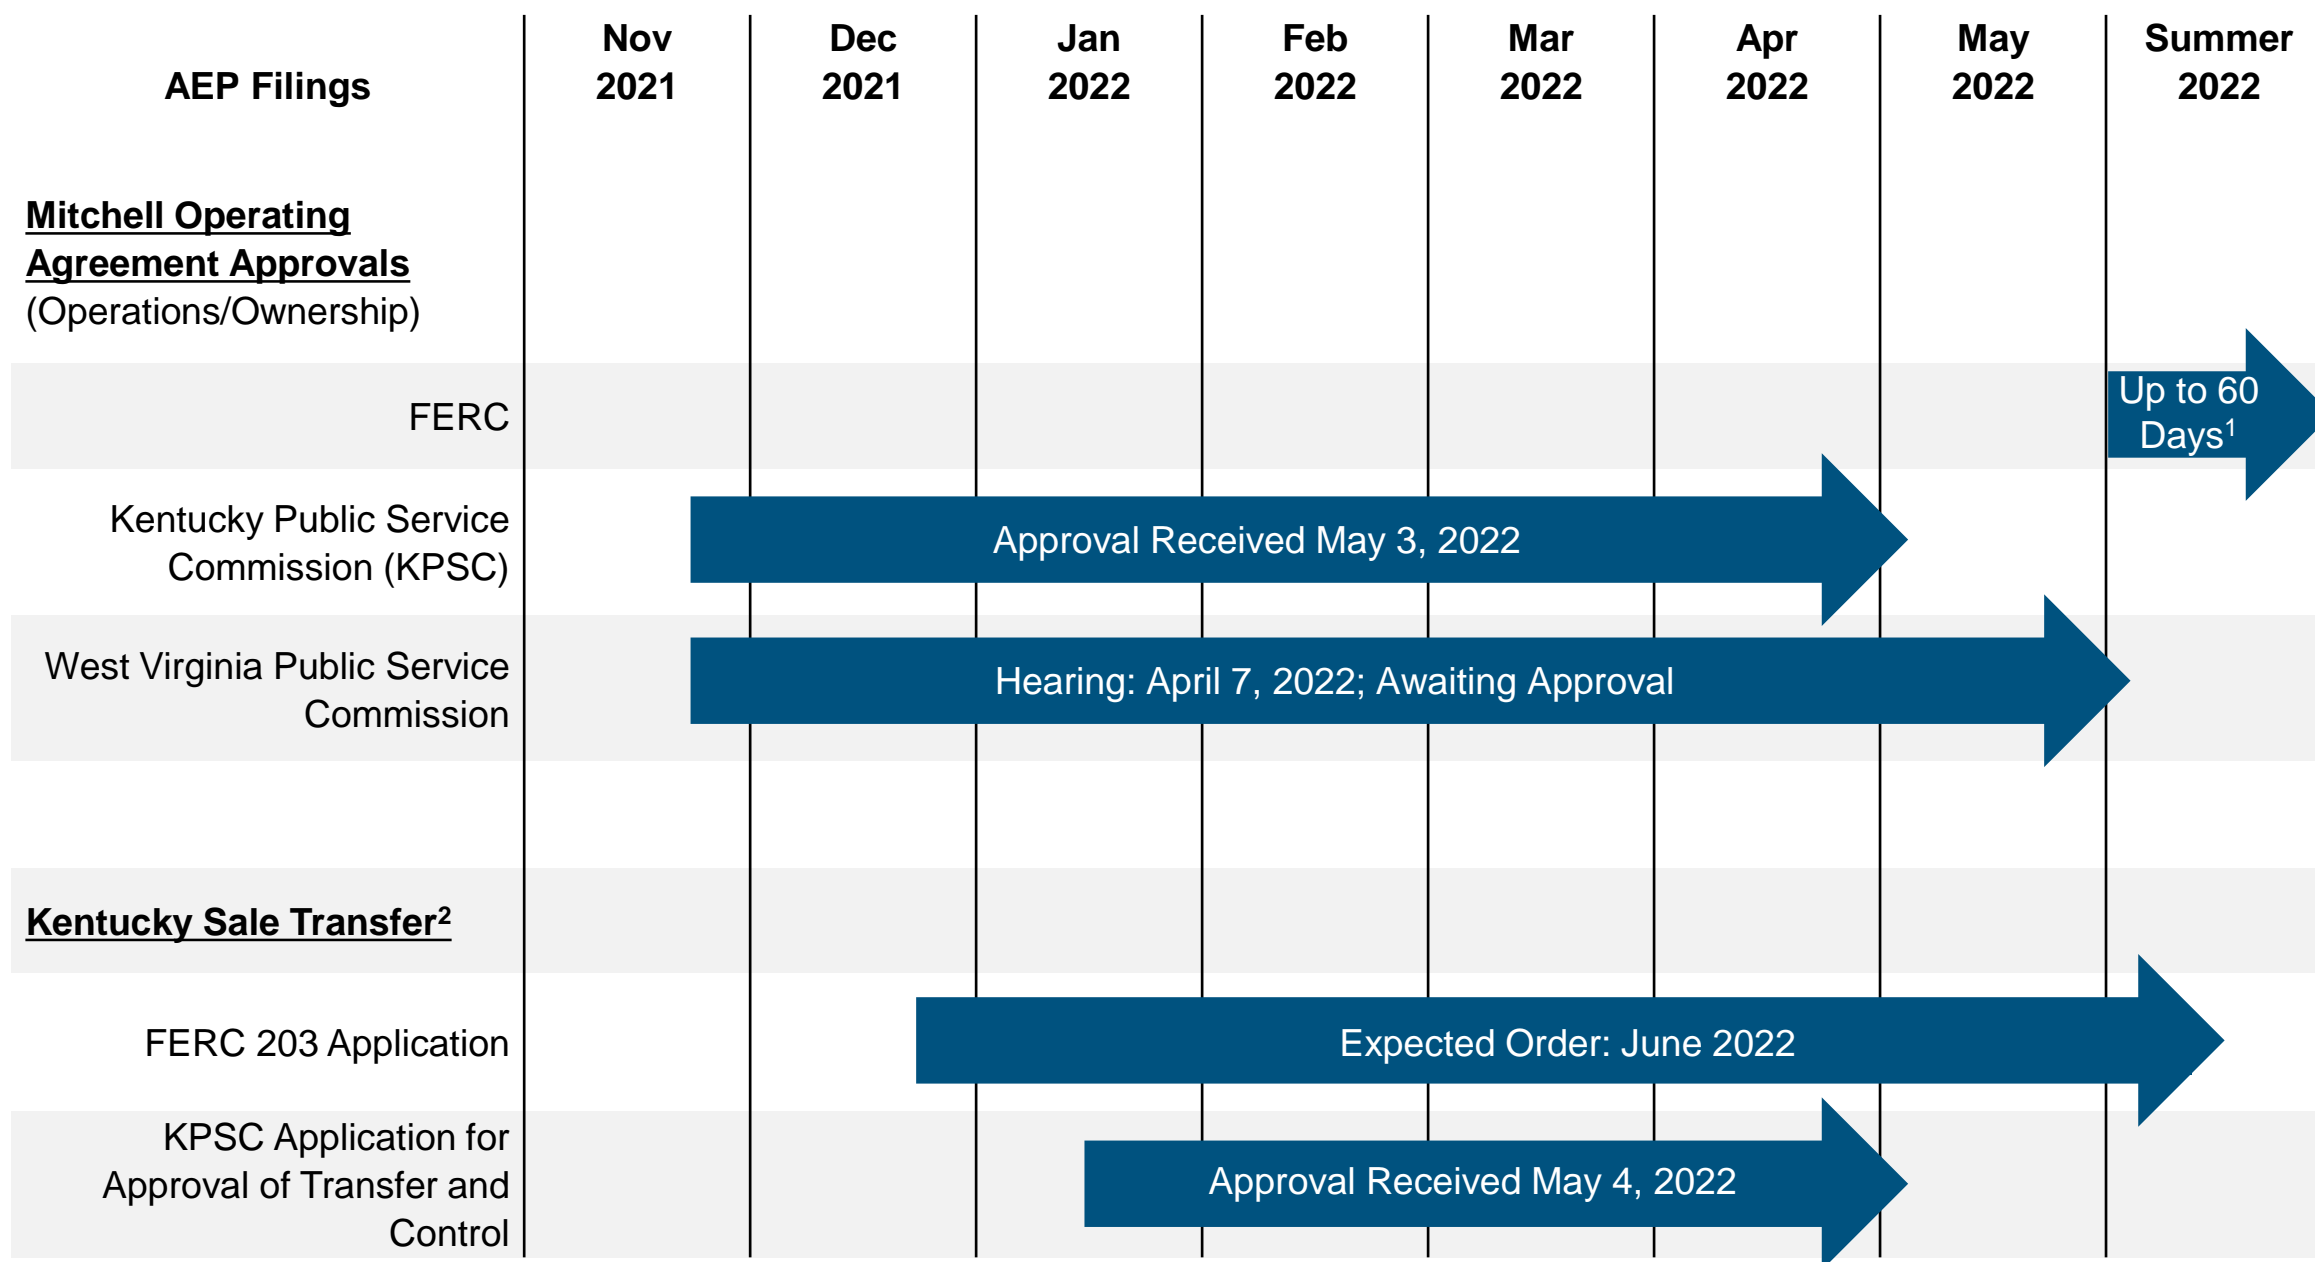 AEP Filings
Nov
2021
Dec
2021
Jan
2022
Feb
2022
Mar
2022
Apr
2022
May
2022
Summer
2022
Mitchell Operating
Agreement Approvals
(Operations/Ownership)
FERC
Up to 60
Days¹
Kentucky Public Service
Commission (KPSC)
Approval Received May 3, 2022
West Virginia Public Service
Commission
Hearing: April 7, 2022; Awaiting Approval
Kentucky Sale Transfer²
FERC 203 Application
Expected Order: June 2022
KPSC Application for
Approval of Transfer and
Control
Approval Received May 4, 2022